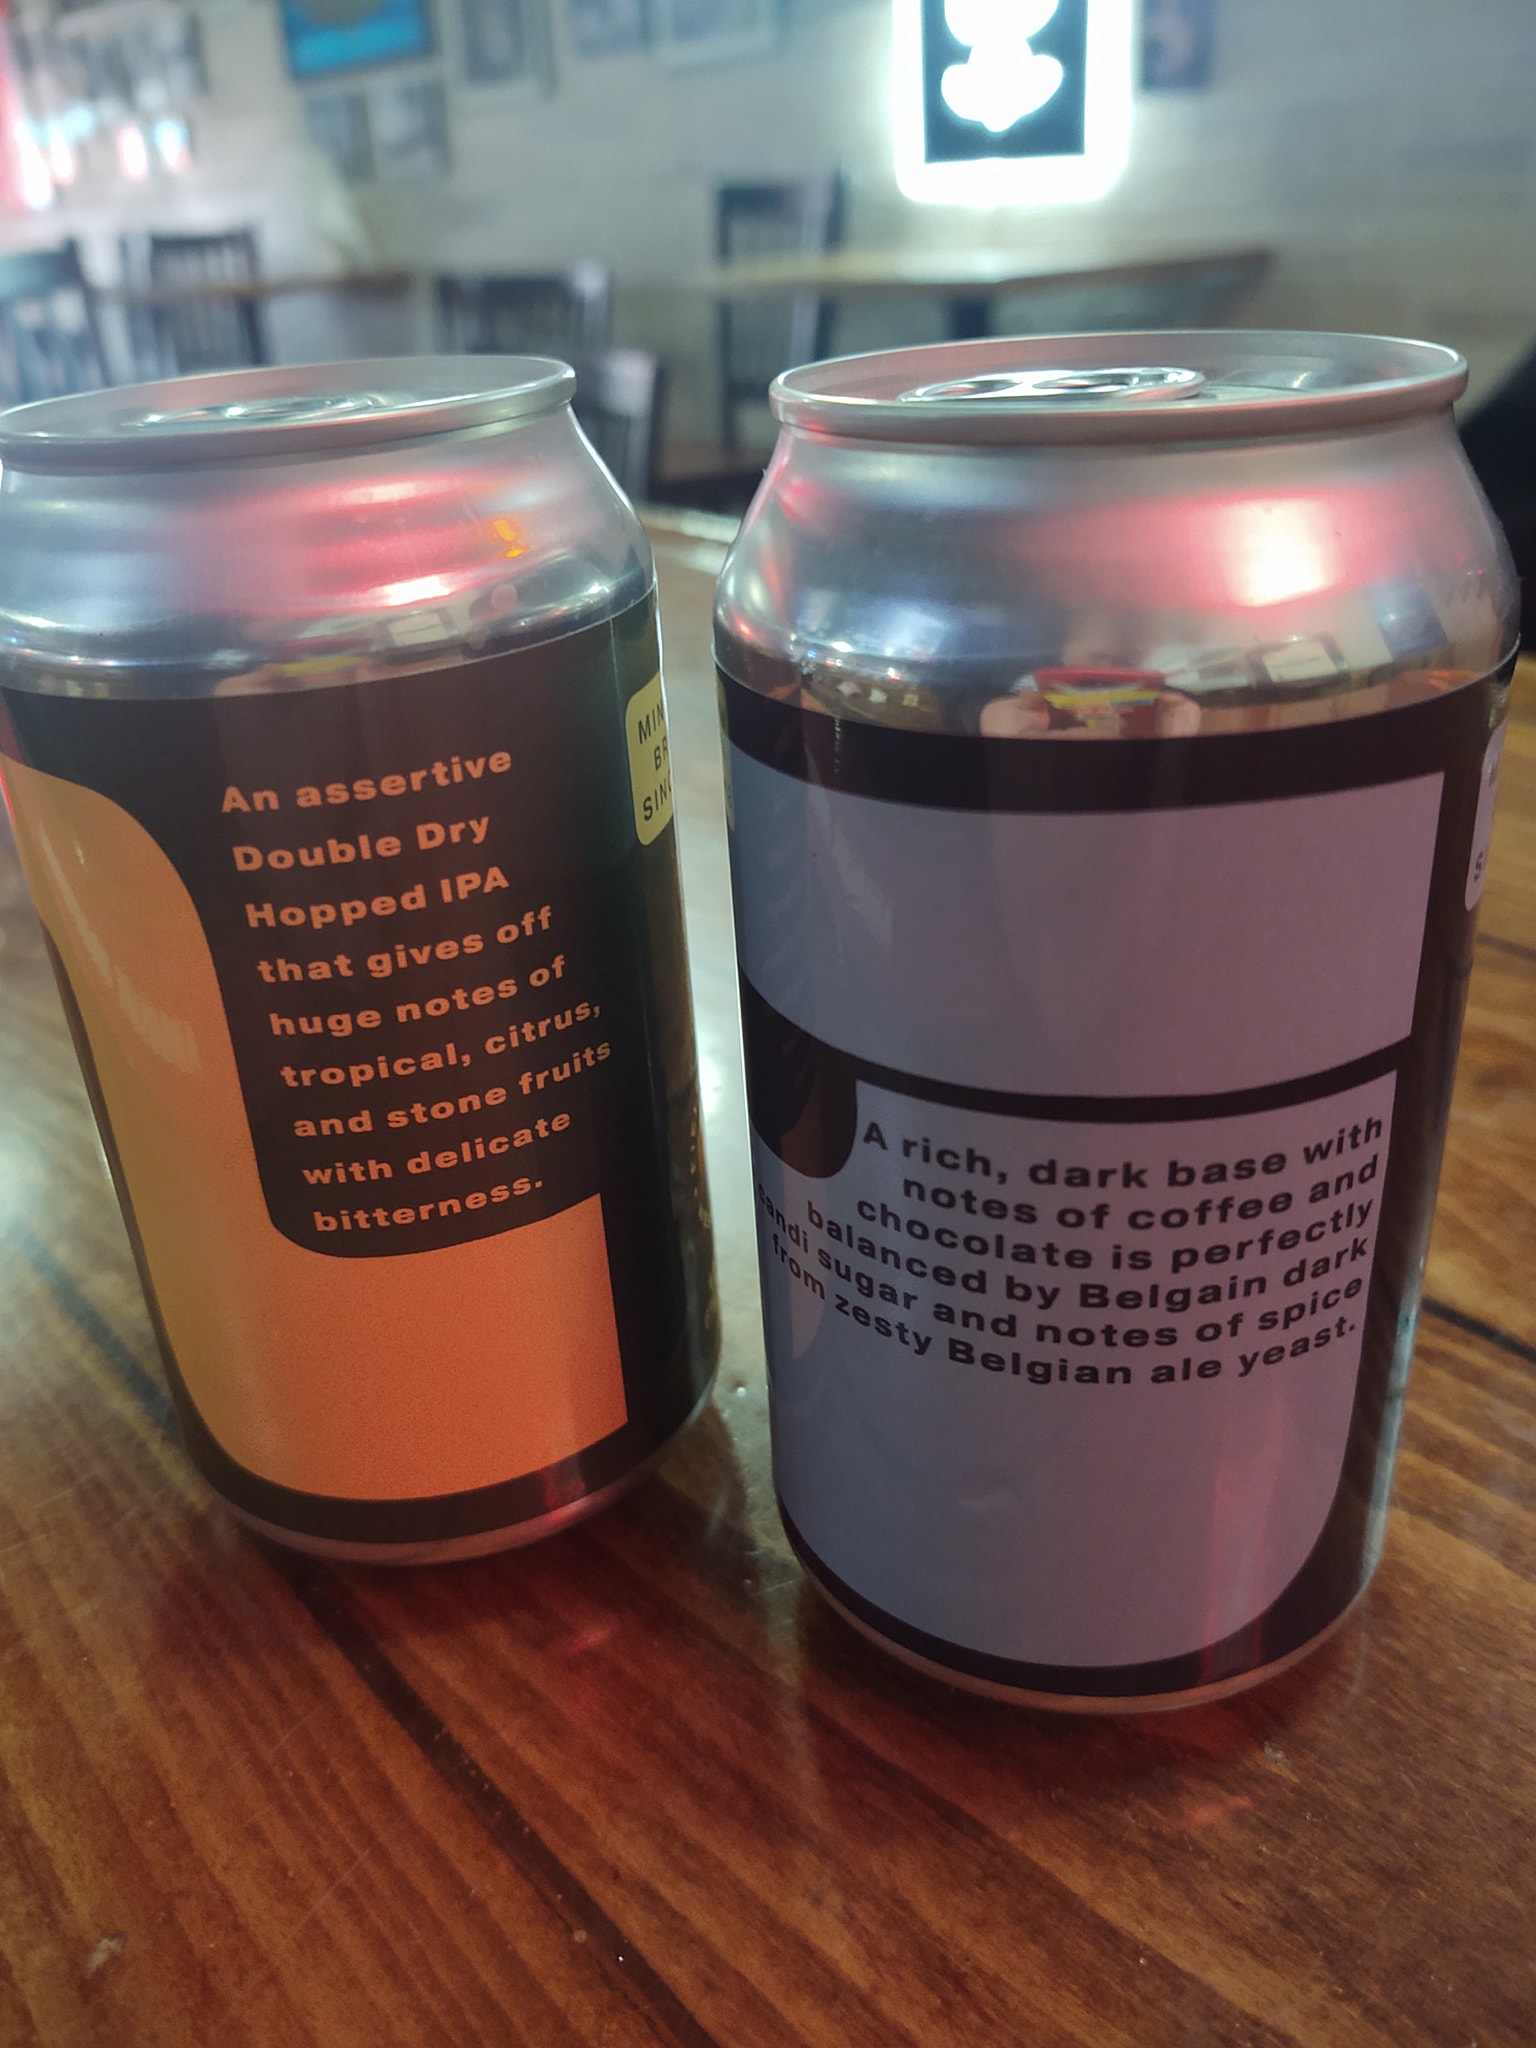 An assertive
Double Dry
Hopped IPA
that gives off
huge notes of
tropical, citrus,
and stone fruits
with delicate
bitterness.
A rich, dark base with
notes of coffee and
chocolate is perfectly
balanced by Belgain dark
candi sugar and notes of spice
from zesty Belgian ale yeast.